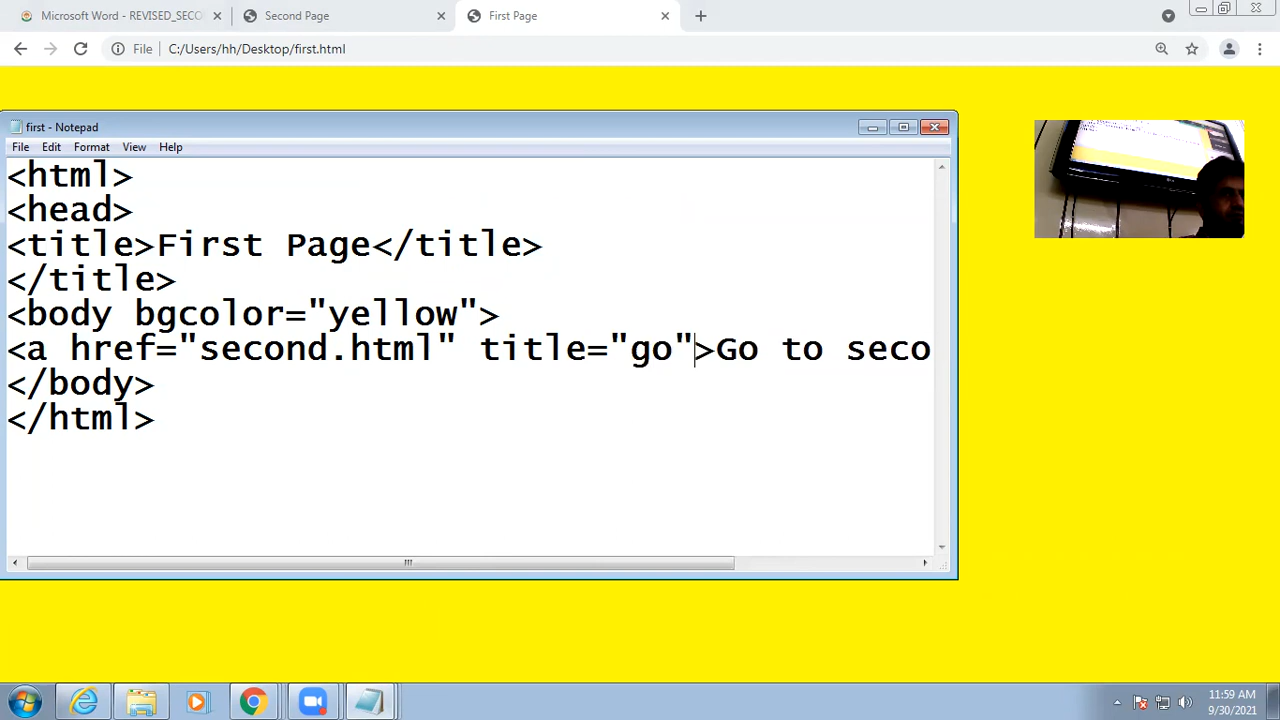 Microsoft Word - REVISED_SECO
Second Page
First Page
File
C:/Users/hh/Desktop/first.html
first - Notepad
File Edit Format View Help
<html>
<head>
<title>First Page</title>
</title>
<body bgcolor="yellow">
<a href="second.html" title="go">Go to seco
</body>
</html>
11:59 AM
9/30/2021